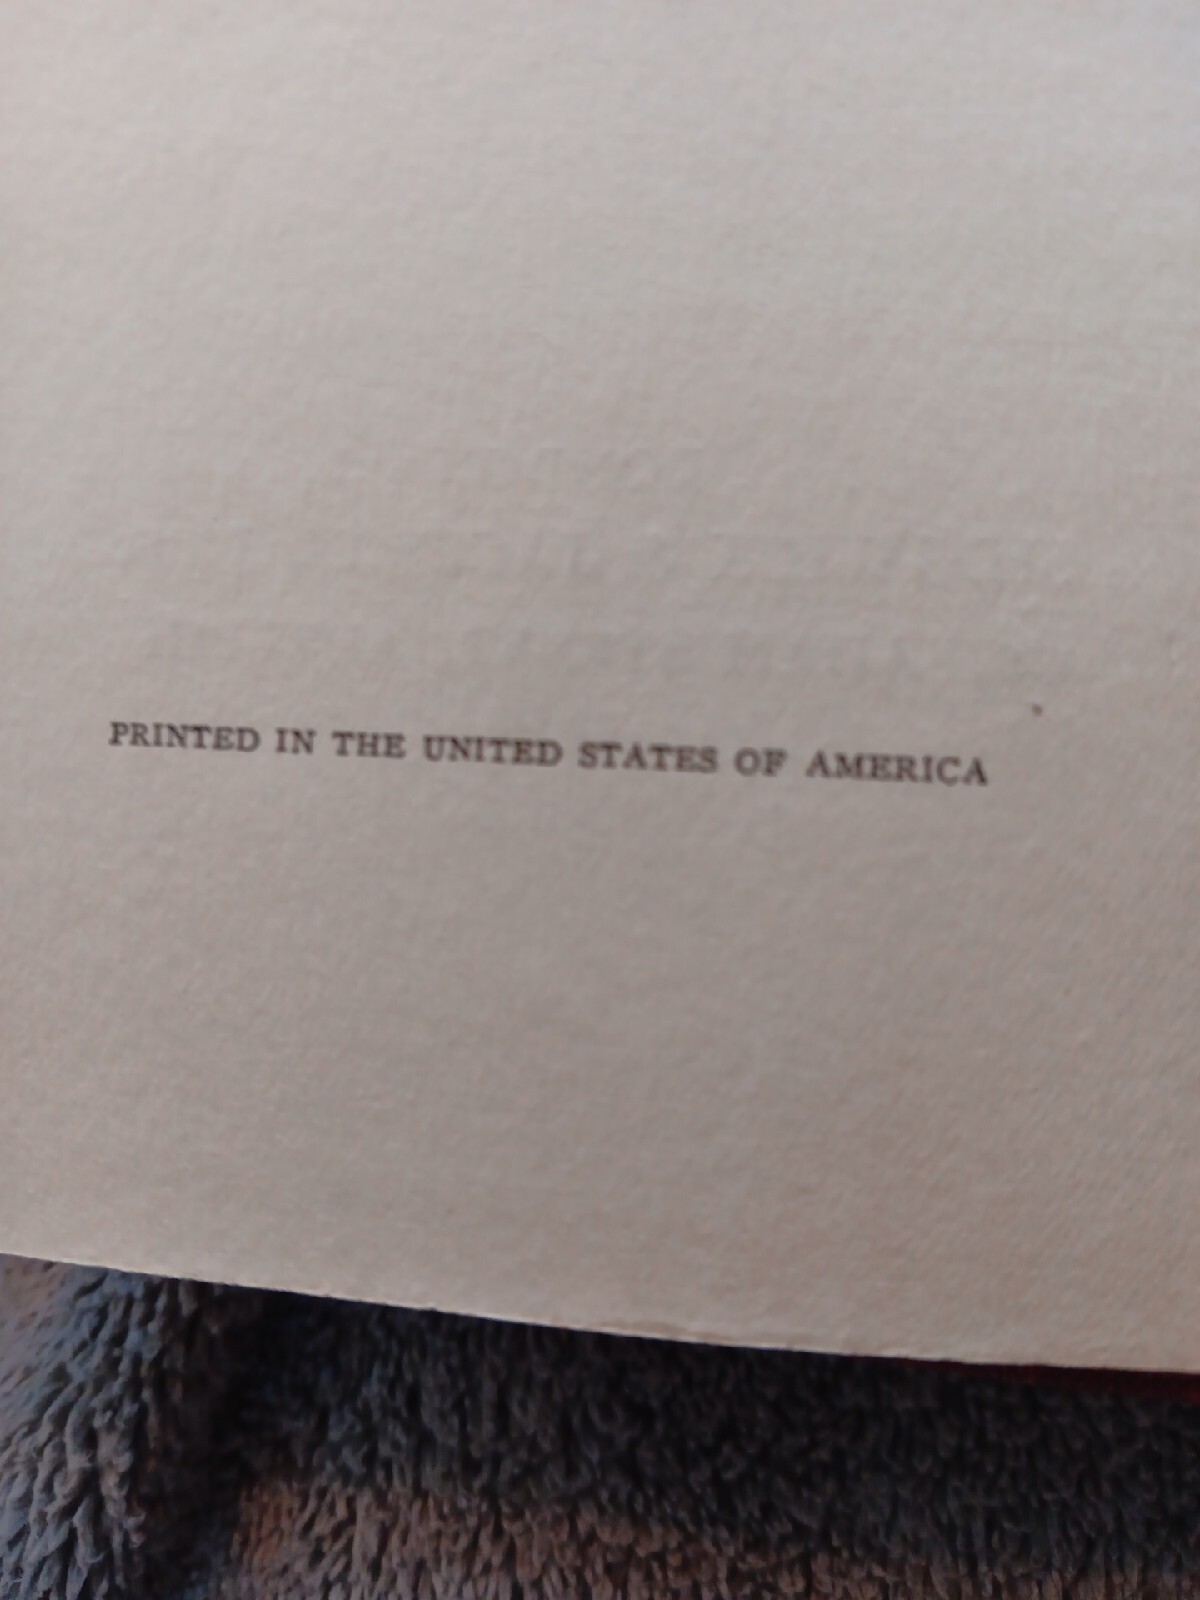 PRINTED IN THE UNITED STATES OF AMERICA